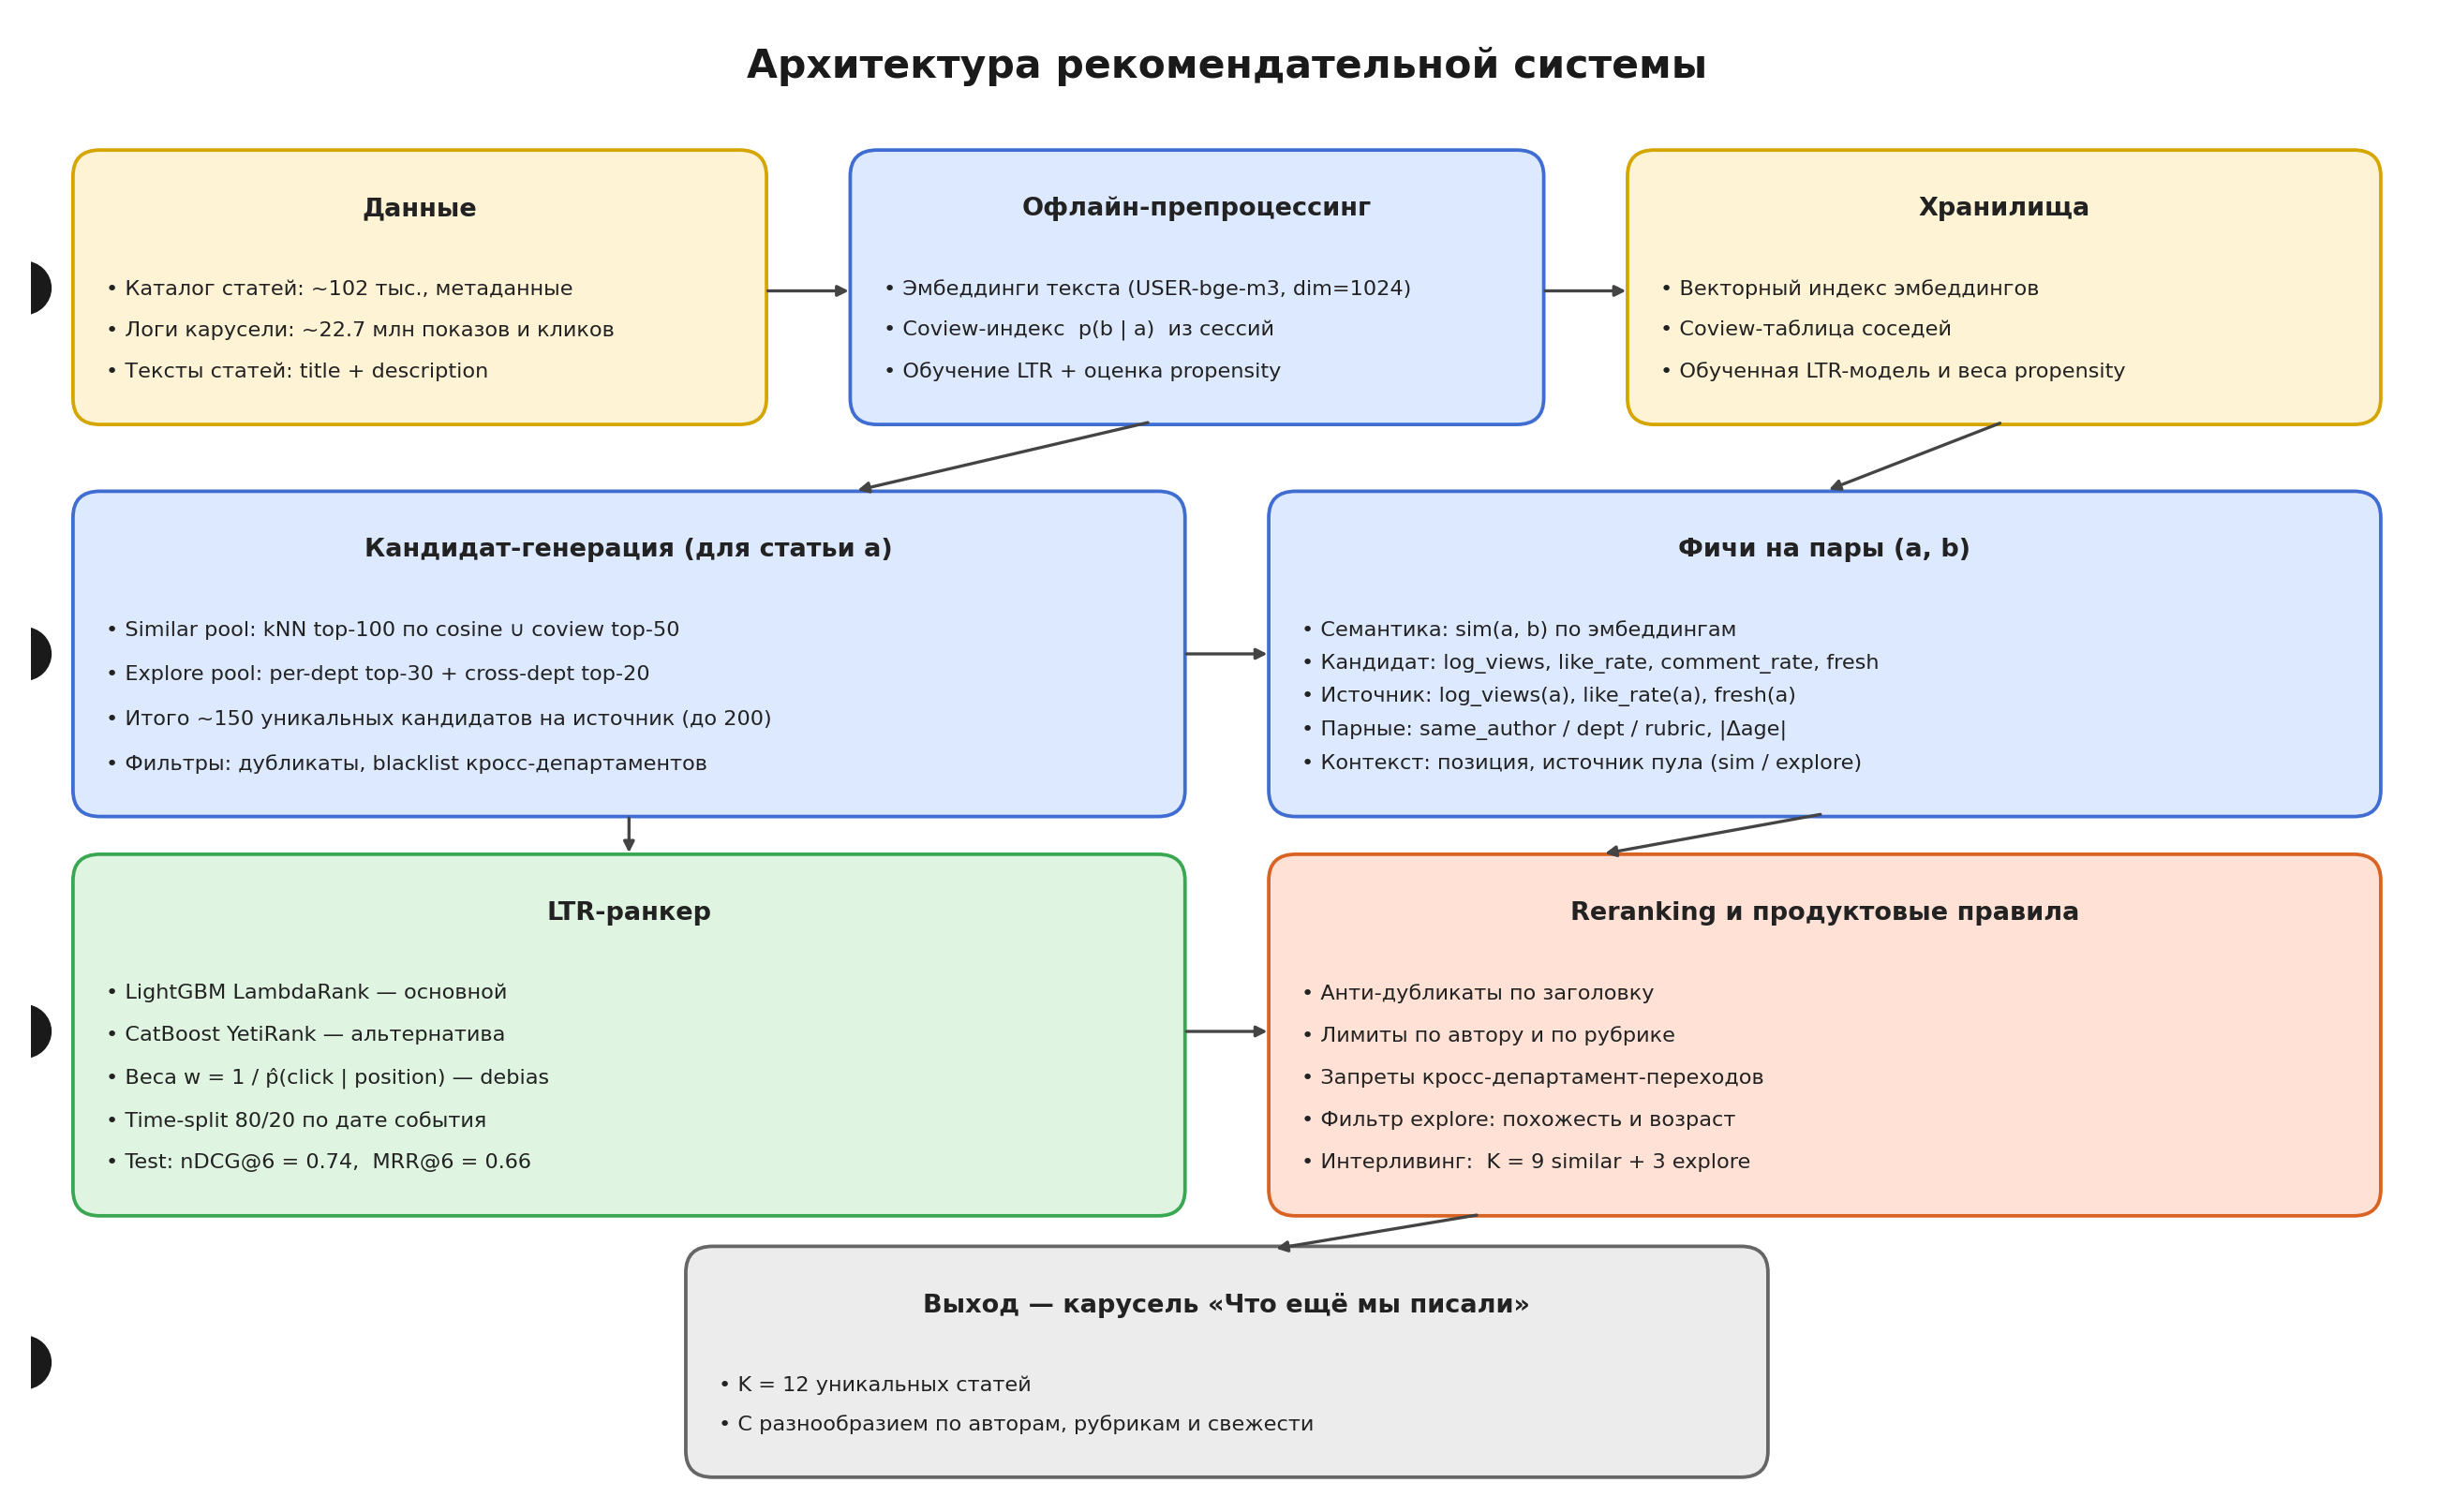 Архитектура рекомендательной системы
Данные
• Каталог статей: ~102 тыс., метаданные
• Логи карусели: ~22.7 млн показов и кликов
• Тексты статей: title + description
Офлайн-препроцессинг
• Эмбеддинги текста (USER-bge-m3, dim=1024)
• Coview-индекс p(b | a) из сессий
• Обучение LTR + оценка propensity
Хранилища
• Векторный индекс эмбеддингов
• Coview-таблица соседей
• Обученная LTR-модель и веса propensity
Кандидат-генерация (для статьи a)
• Similar pool: kNN top-100 по cosine ∪ coview top-50
• Explore pool: per-dept top-30 + cross-dept top-20
• Итого ~150 уникальных кандидатов на источник (до 200)
• Фильтры: дубликаты, blacklist кросс-департаментов
Фичи на пары (a, b)
• Семантика: sim(a, b) по эмбеддингам
• Кандидат: log_views, like_rate, comment_rate, fresh
• Источник: log_views(a), like_rate(a), fresh(a)
• Парные: same_author / dept / rubric, |Δage|
• Контекст: позиция, источник пула (sim / explore)
LTR-ранкер
• LightGBM LambdaRank — основной
• CatBoost YetiRank — альтернатива
• Веса w = 1 / p̂(click | position) — debias
• Time-split 80/20 по дате события
• Test: nDCG@6 = 0.74, MRR@6 = 0.66
Reranking и продуктовые правила
• Анти-дубликаты по заголовку
• Лимиты по автору и по рубрике
• Запреты кросс-департамент-переходов
• Фильтр explore: похожесть и возраст
• Интерливинг: K = 9 similar + 3 explore
Выход — карусель «Что ещё мы писали»
• K = 12 уникальных статей
• С разнообразием по авторам, рубрикам и свежести